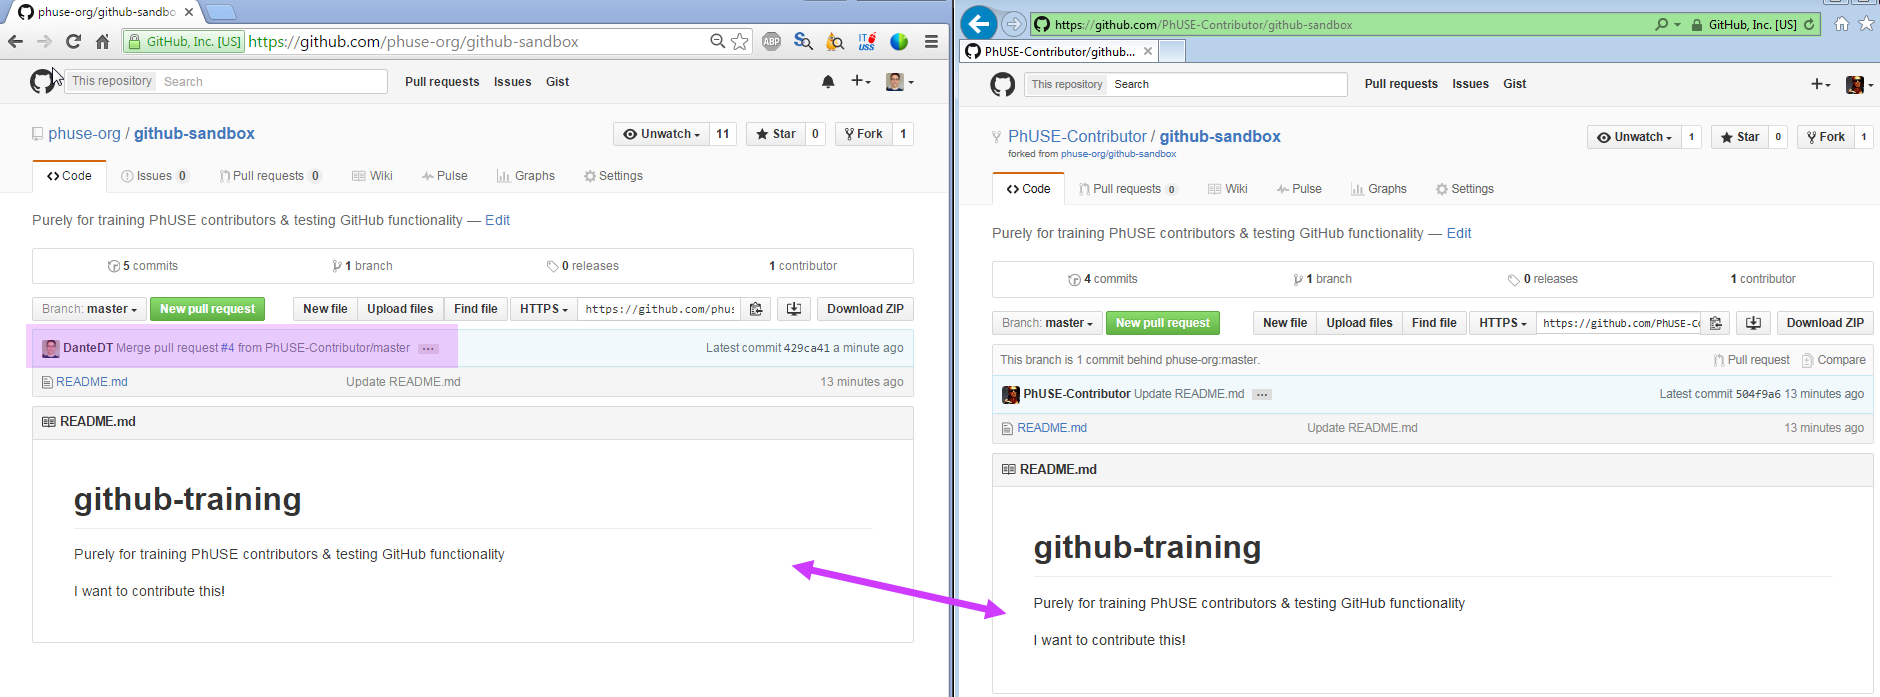 phuse-org/github-sandbo
GitHub, Inc. [US] https://github.com/phuse-org/github-sandbox
ABP
IT
USS
This repository Search
Pull requests Issues Gist
phuse-org / github-sandbox
Unwatch 11 Star 0 Fork 1
Code Issues 0 Pull requests 0 Wiki Pulse Graphs Settings
Purely for training PhUSE contributors & testing GitHub functionality — Edit
5 commits 1 branch 0 releases 1 contributor
Branch: master New pull request New file Upload files Find file HTTPS https://github.com/phus Download ZIP
DanteDT Merge pull request #4 from PhUSE-Contributor/master ... Latest commit 429ca41 a minute ago
README.md Update README.md 13 minutes ago
README.md
github-training
Purely for training PhUSE contributors & testing GitHub functionality
I want to contribute this!
https://github.com/PhUSE-Contributor/github-sandbox GitHub, Inc. [US]
PhUSE-Contributor/github...
This repository Search
Pull requests Issues Gist
PhUSE-Contributor / github-sandbox
forked from phuse-org/github-sandbox
Unwatch 1 Star 0 Fork 1
Code Pull requests 0 Wiki Pulse Graphs Settings
Purely for training PhUSE contributors & testing GitHub functionality — Edit
4 commits 1 branch 0 releases 1 contributor
Branch: master New pull request New file Upload files Find file HTTPS https://github.com/PhUSE-Co Download ZIP
This branch is 1 commit behind phuse-org:master. Pull request Compare
PhUSE-Contributor Update README.md ... Latest commit 504f9a6 13 minutes ago
README.md Update README.md 13 minutes ago
README.md
github-training
Purely for training PhUSE contributors & testing GitHub functionality
I want to contribute this!